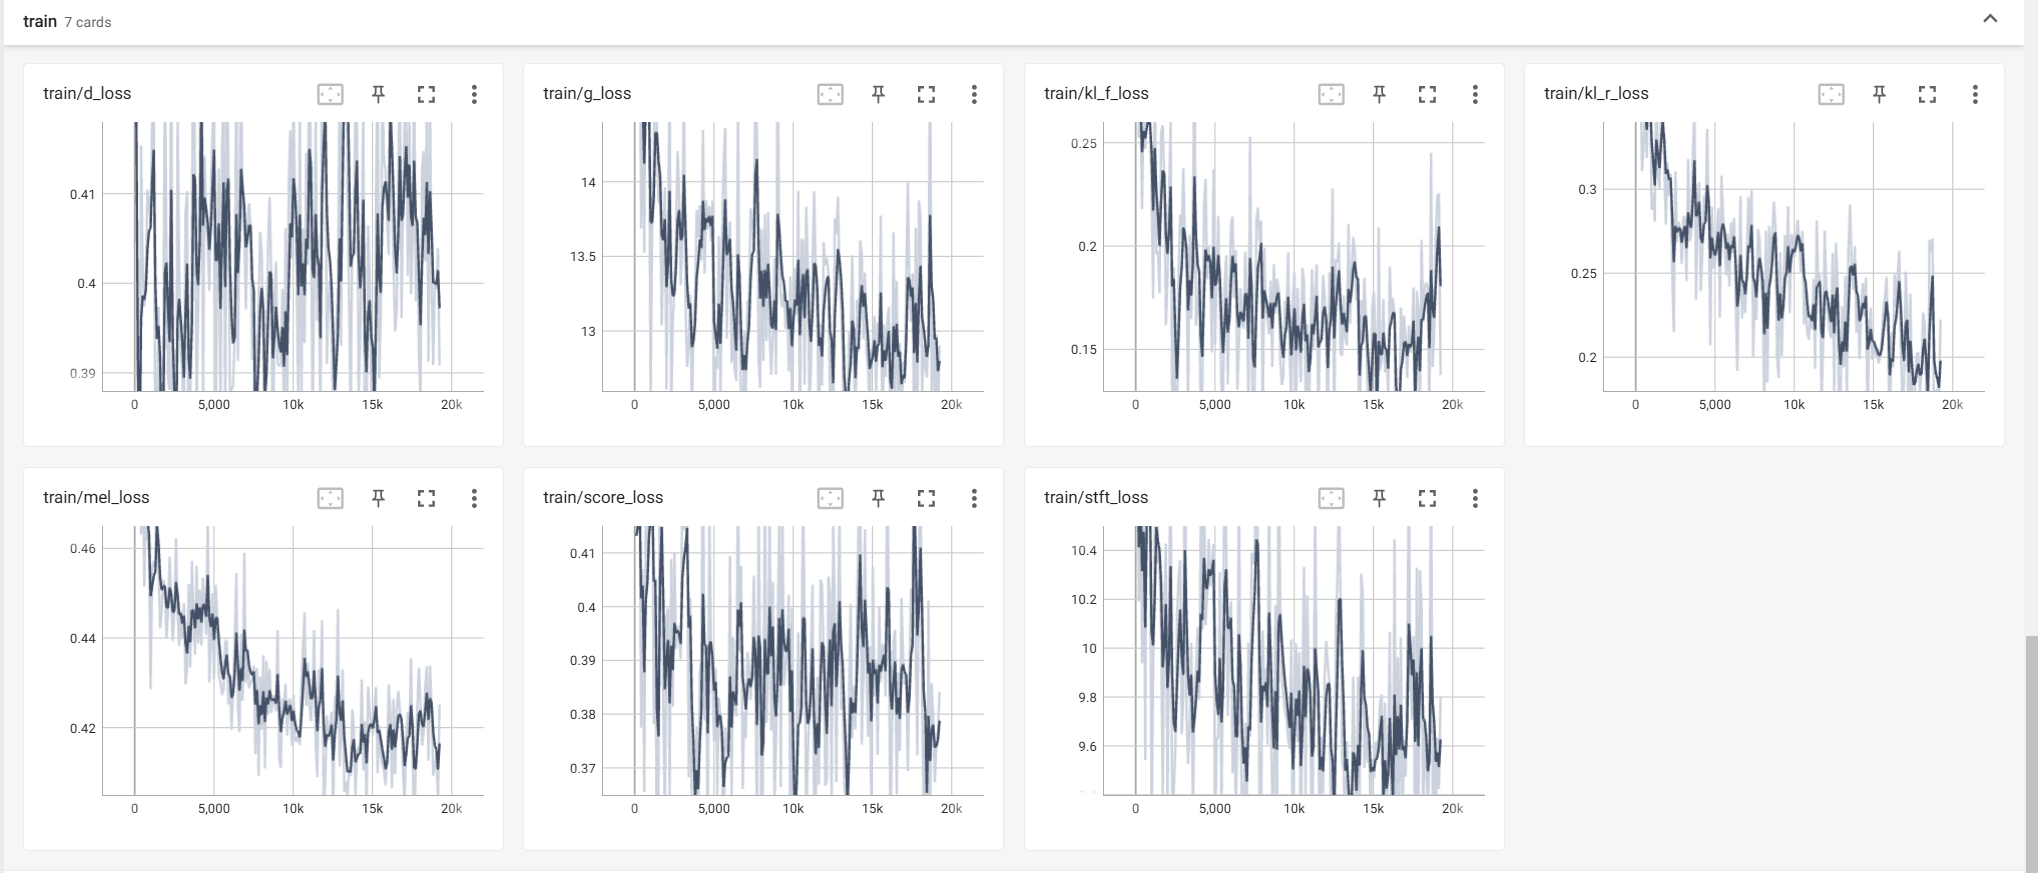 train 7 cards
train/d_loss
0.41
0.4
0.39
0 5,000 10k 15k 20k
train/g_loss
14
13.5
13
0 5,000 10k 15k 20k
train/kl_f_loss
0.25
0.2
0.15
0 5,000 10k 15k 20k
train/kl_r_loss
0.3
0.25
0.2
0 5,000 10k 15k 20k
train/mel_loss
0.46
0.44
0.42
0 5,000 10k 15k 20k
train/score_loss
0.41
0.4
0.39
0.38
0.37
0 5,000 10k 15k 20k
train/stft_loss
10.4
10.2
10
9.8
9.6
0 5,000 10k 15k 20k